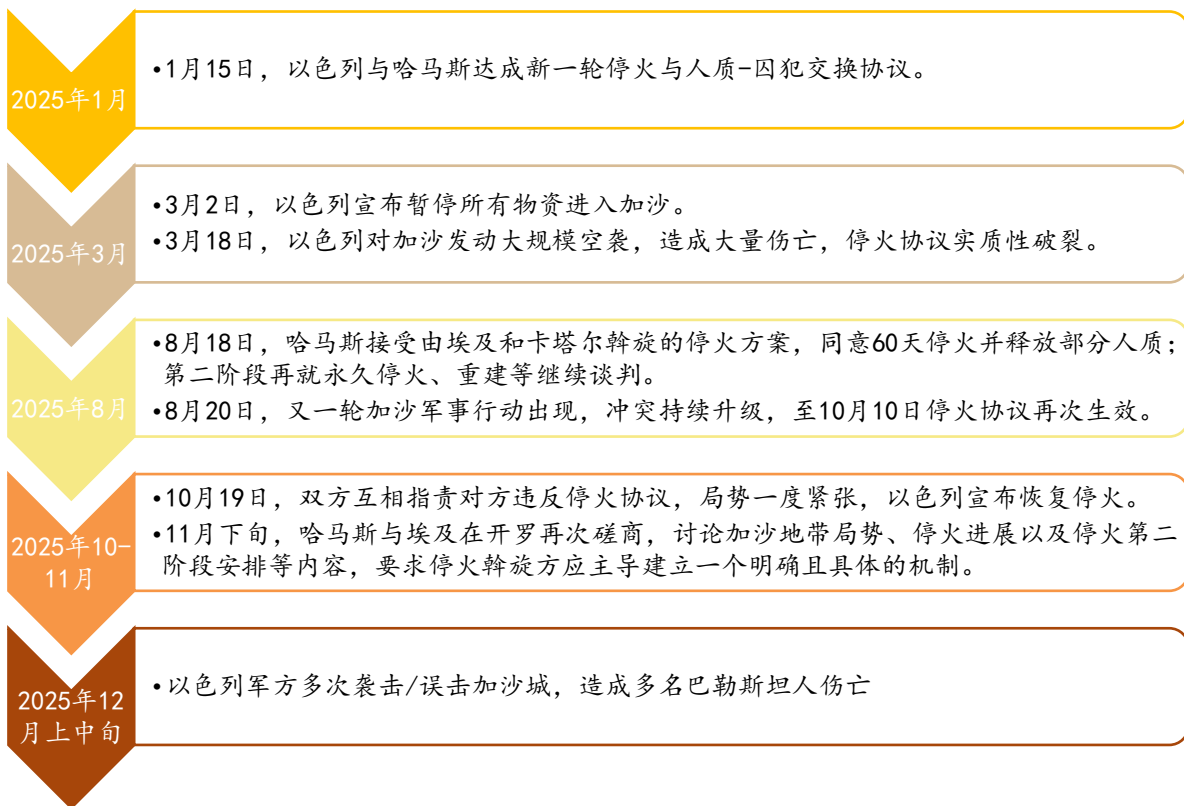 2025年1月
•1月15日，以色列与哈马斯达成新一轮停火与人质-囚犯交换协议。
2025年3月
•3月2日，以色列宣布暂停所有物资进入加沙。
•3月18日，以色列对加沙发动大规模空袭，造成大量伤亡，停火协议实质性破裂。
2025年8月
•8月18日，哈马斯接受由埃及和卡塔尔斡旋的停火方案，同意60天停火并释放部分人质；
第二阶段再就永久停火、重建等继续谈判。
•8月20日，又一轮加沙军事行动出现，冲突持续升级，至10月10日停火协议再次生效。
2025年10-
11月
•10月19日，双方互相指责对方违反停火协议，局势一度紧张，以色列宣布恢复停火。
•11月下旬，哈马斯与埃及在开罗再次磋商，讨论加沙地带局势、停火进展以及停火第二
阶段安排等内容，要求停火斡旋方应主导建立一个明确且具体的机制。
2025年12
月上中旬
•以色列军方多次袭击/误击加沙城，造成多名巴勒斯坦人伤亡